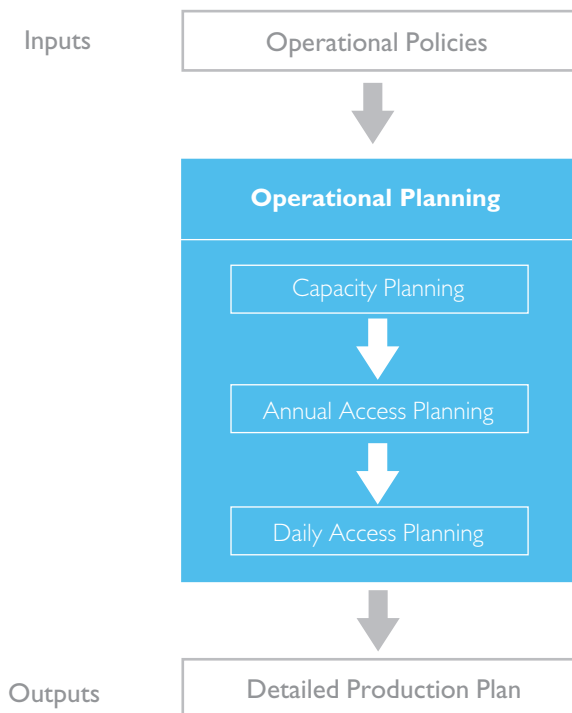 Inputs
Operational Policies
Operational Planning
Capacity Planning
Annual Access Planning
Daily Access Planning
Outputs
Detailed Production Plan